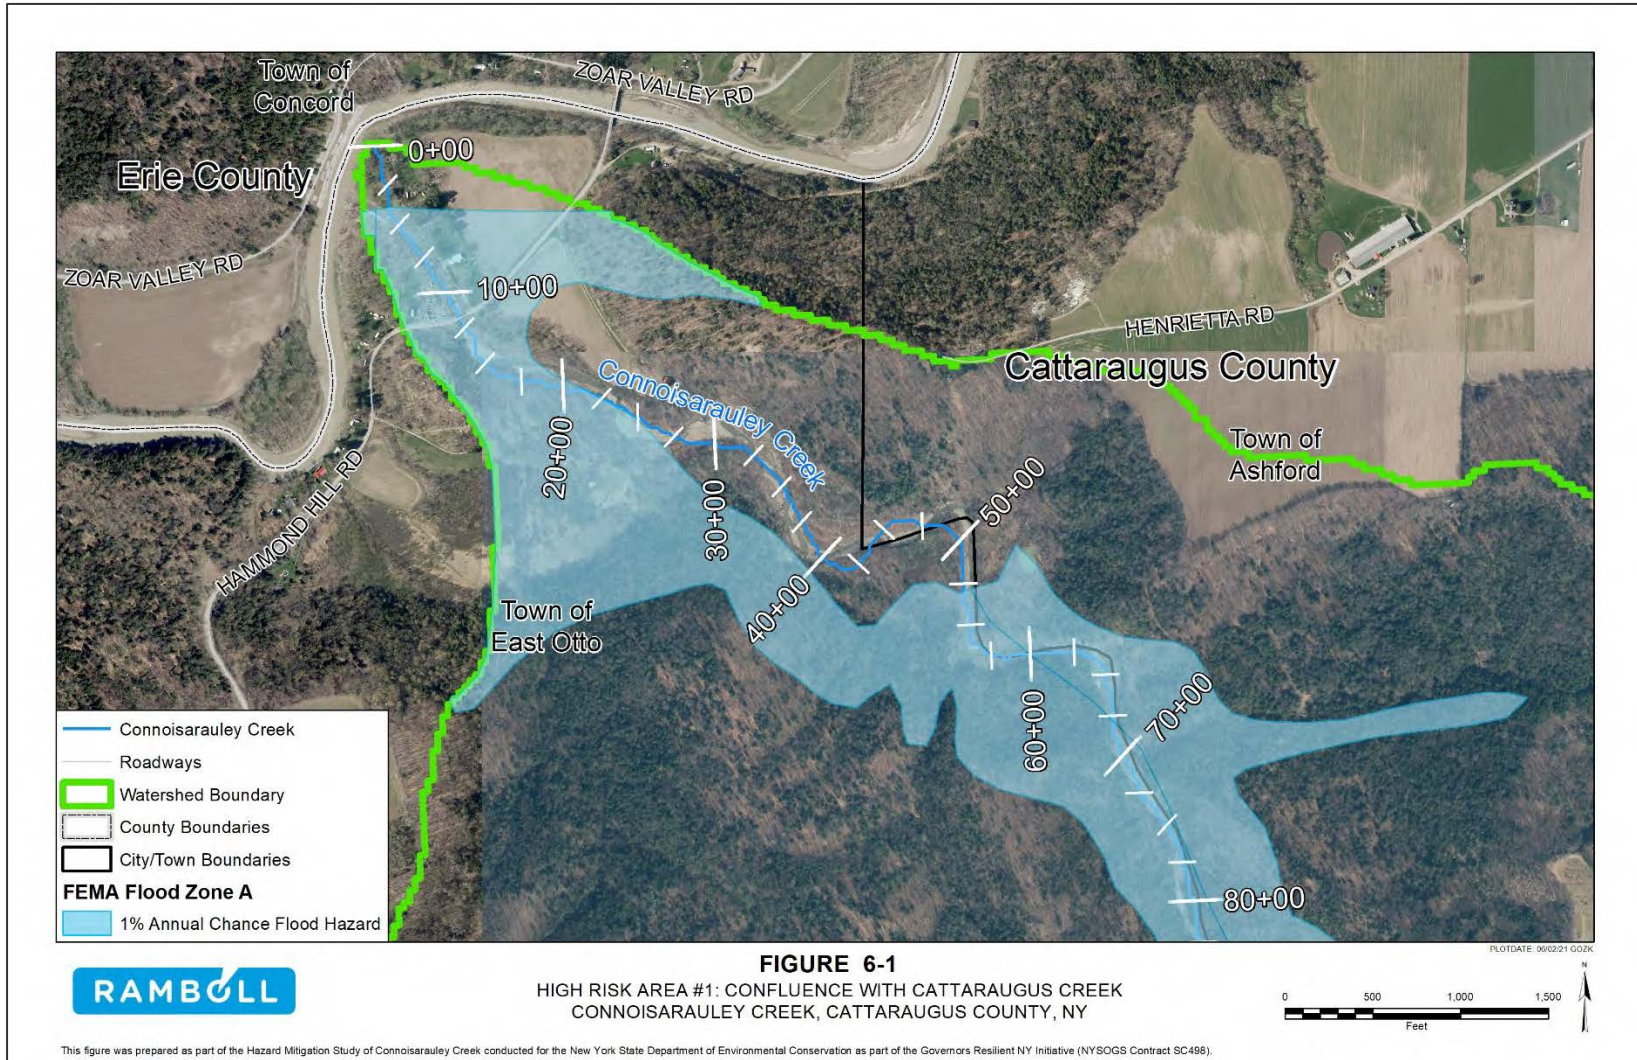 Town of
Concord
ZOAR VALLEY RD
0+00
Erie County
ZOAR VALLEY RD
10+00
HENRIETTA RD
Cattaraugus County
Connoisarauley Creek
20+00
Town of
Ashford
30+00
50+00
HAMMOND HILL RD
40+00
Town of
East Otto
60+00
70+00
80+00
Connoisarauley Creek
Roadways
Watershed Boundary
County Boundaries
City/Town Boundaries
FEMA Flood Zone A
1% Annual Chance Flood Hazard
PLOTDATE: 06/02/21 GOZK
RAMBOLL
FIGURE 6-1
HIGH RISK AREA #1: CONFLUENCE WITH CATTARAUGUS CREEK
CONNOISARAULEY CREEK, CATTARAUGUS COUNTY, NY
0 500 1,000 1,500
Feet
N
This figure was prepared as part of the Hazard Mitigation Study of Connoisarauley Creek conducted for the New York State Department of Environmental Conservation as part of the Governors Resilient NY Initiative (NYSOGS Contract SC498).